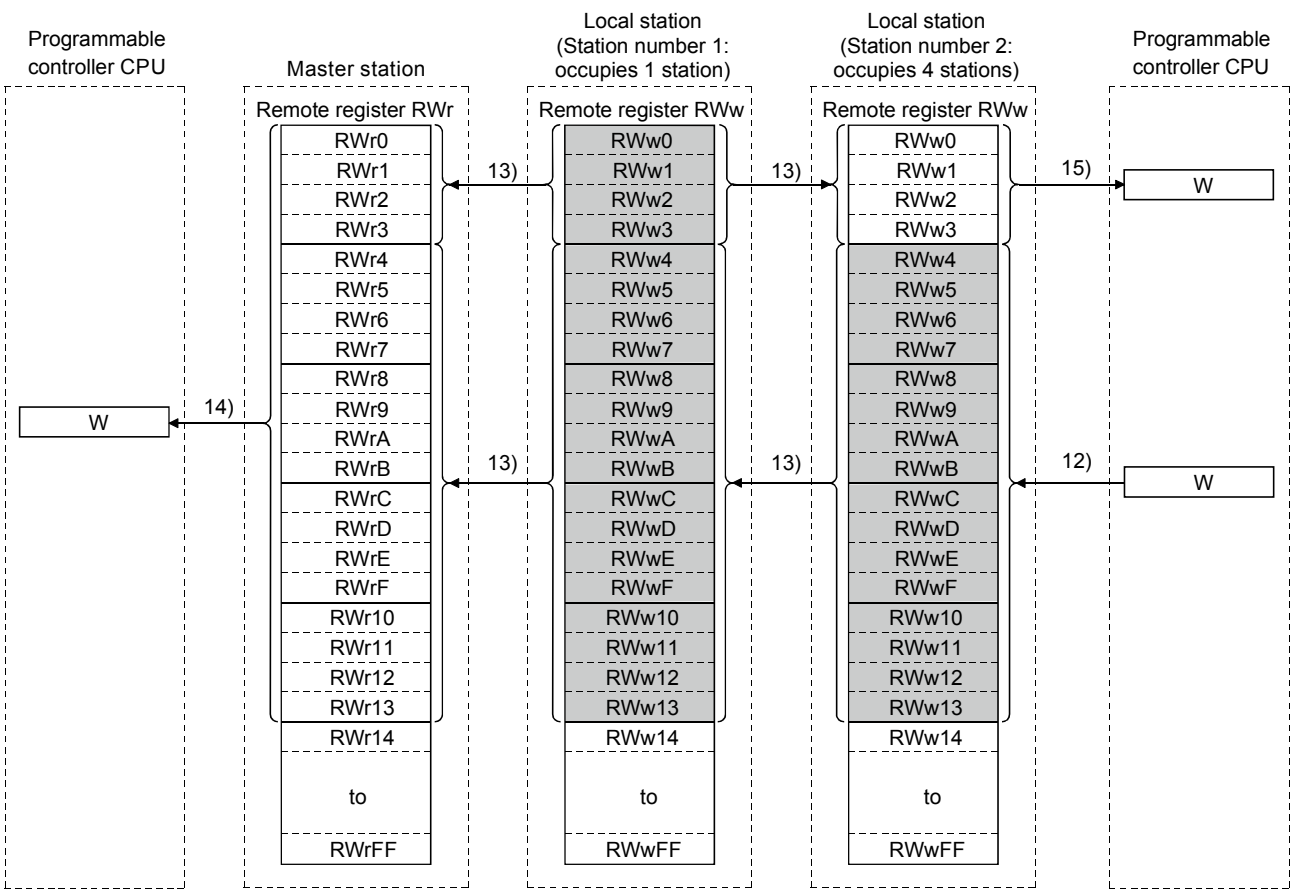 Programmable
controller CPU
Master station
Local station
(Station number 1:
occupies 1 station)
Local station
(Station number 2:
occupies 4 stations)
Programmable
controller CPU
Remote register RWr
Remote register RWw
Remote register RWw
RWr0
RWw0
RWw0
RWr1
13)
RWw1
13)
RWw1
15)
RWr2
RWw2
RWw2
W
RWr3
RWw3
RWw3
RWr4
RWw4
RWw4
RWr5
RWw5
RWw5
RWr6
RWw6
RWw6
RWr7
RWw7
RWw7
RWr8
RWw8
RWw8
14)
RWr9
RWw9
RWw9
W
RWrA
RWwA
RWwA
RWrB
13)
RWwB
13)
RWwB
12)
RWrC
RWwC
RWwC
W
RWrD
RWwD
RWwD
RWrE
RWwE
RWwE
RWrF
RWwF
RWwF
RWr10
RWw10
RWw10
RWr11
RWw11
RWw11
RWr12
RWw12
RWw12
RWr13
RWw13
RWw13
RWr14
RWw14
RWw14
to
to
to
RWrFF
RWwFF
RWwFF